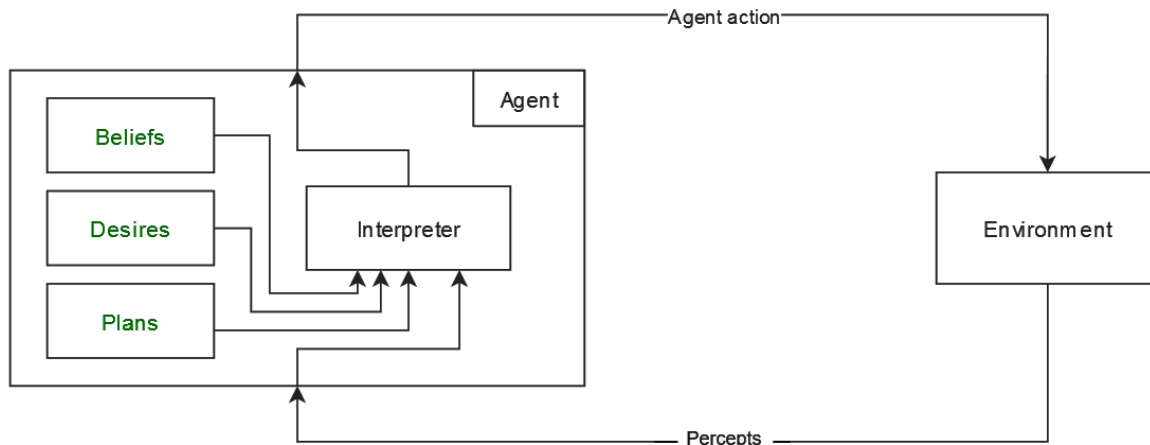 Agent action
Agent
Beliefs
Desires
Interpreter
Environment
Plans
Percepts